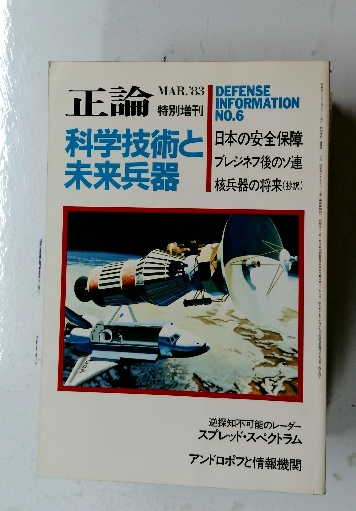 正論
MAR.'83
特別増刊
DEFENSE
INFORMATION
NO.6
科学技術と
未来兵器
日本の安全保障
ブレジネフ後のソ連
核兵器の将来(抄訳)
逆探知不可能のレーダー
スプレッド・スペクトラム
アンドロポフと情報機関